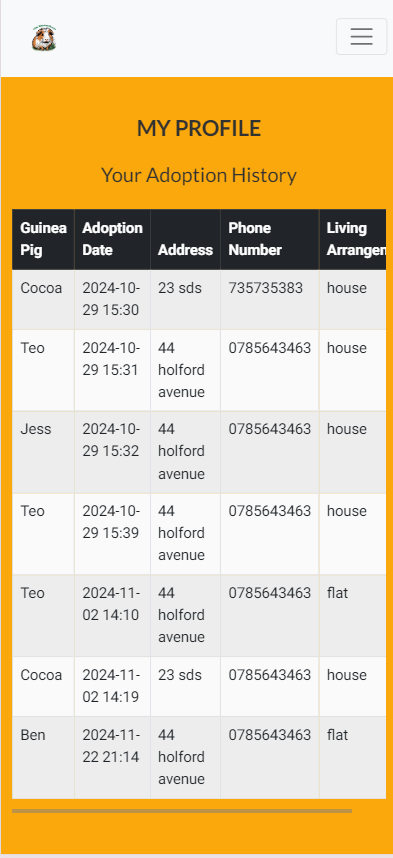 MY PROFILE
Your Adoption History
Guinea Pig Adoption Date Address Phone Number Living Arrangen
Cocoa 2024-10-29 15:30 23 sds 735735383 house
Teo 2024-10-29 15:31 44 holford avenue 0785643463 house
Jess 2024-10-29 15:32 44 holford avenue 0785643463 house
Teo 2024-10-29 15:39 44 holford avenue 0785643463 house
Teo 2024-11-02 14:10 44 holford avenue 0785643463 flat
Cocoa 2024-11-02 14:19 23 sds 0785643463 house
Ben 2024-11-22 21:14 44 holford avenue 0785643463 flat